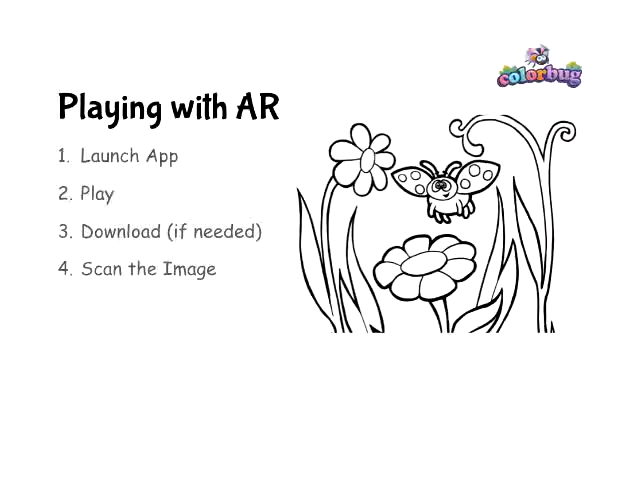 colorbug
Playing with AR
1. Launch App
2. Play
3. Download (if needed)
4. Scan the Image